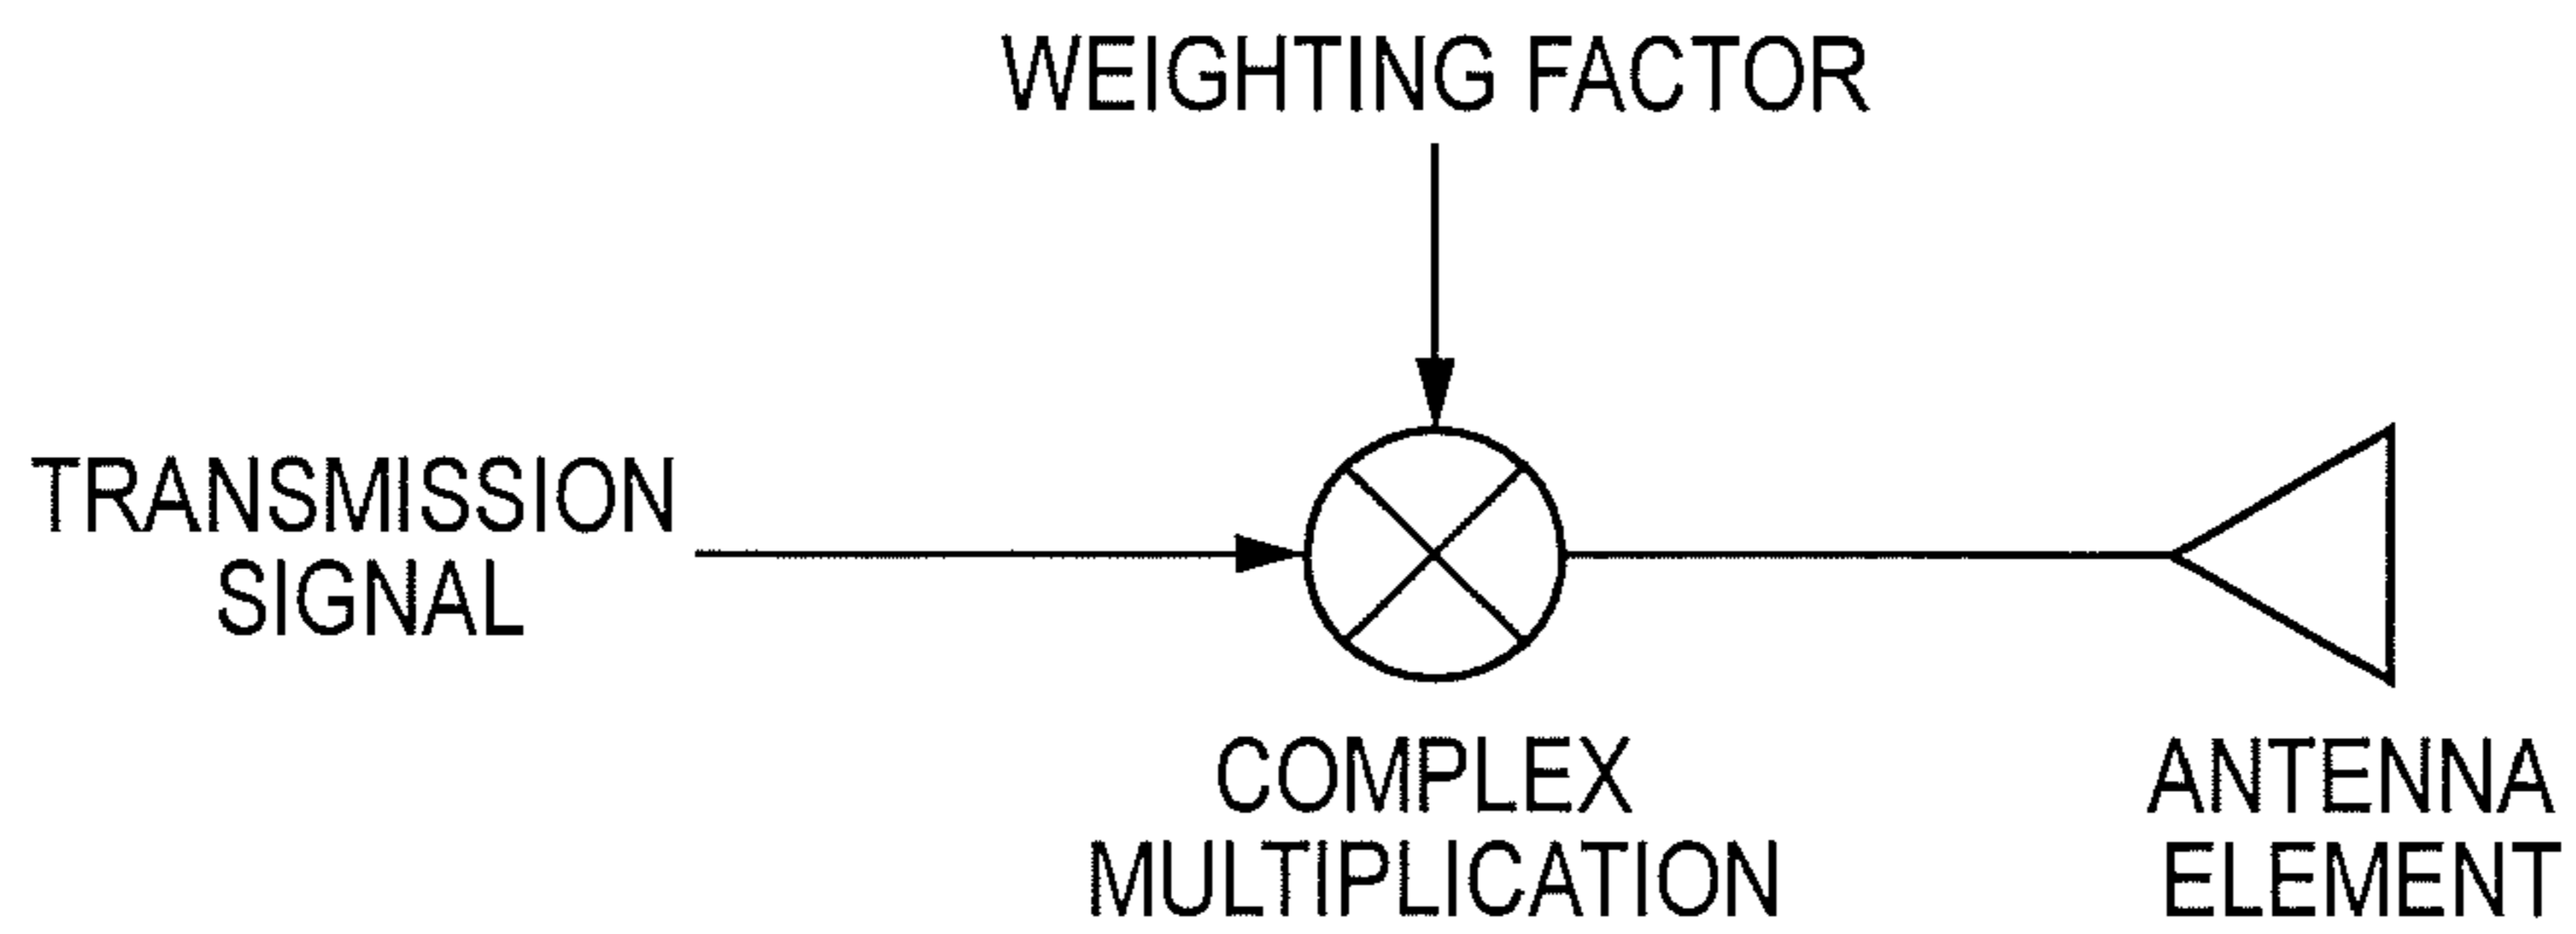 WEIGHTING FACTOR
TRANSMISSION
SIGNAL
COMPLEX
MULTIPLICATION
ANTENNA
ELEMENT